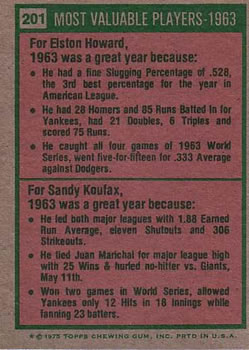 201 MOST VALUABLE PLAYERS-1963
For Elston Howard,
1963 was a great year because:
• He had a fine Slugging Percentage of .528,
the 3rd best percentage for the year in
American League.
• He had 28 Homers and 85 Runs Batted In for
Yankees, had 21 Doubles, 6 Triples and
scored 75 Runs.
• He caught all four games of 1963 World
Series, went five-for-fifteen for .333 Average
against Dodgers.
For Sandy Koufax,
1963 was a great year because:
• He led both major leagues with 1.88 Earned
Run Average, eleven Shutouts and 306
Strikeouts.
• He tied Juan Marichal for major league high
with 25 Wins & hurled no-hitter vs. Giants,
May 11th.
• Won two games in World Series, allowed
Yankees only 12 Hits in 18 innings while
fanning 23 batters.
★ © 1975 TOPPS CHEWING GUM, INC. PRTD IN U.S.A.